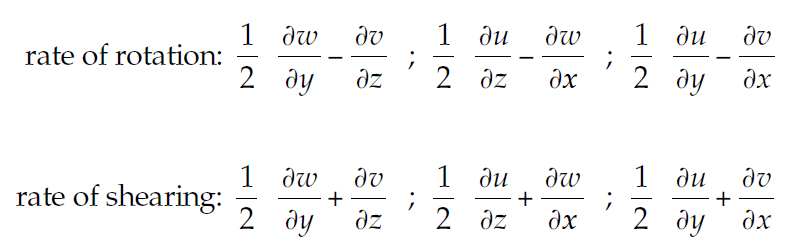 rate of rotation: 1/2 ∂w/∂y − ∂v/∂z ; 1/2 ∂u/∂z − ∂w/∂x ; 1/2 ∂u/∂y − ∂v/∂x
rate of shearing: 1/2 ∂w/∂y + ∂v/∂z ; 1/2 ∂u/∂z + ∂w/∂x ; 1/2 ∂u/∂y + ∂v/∂x